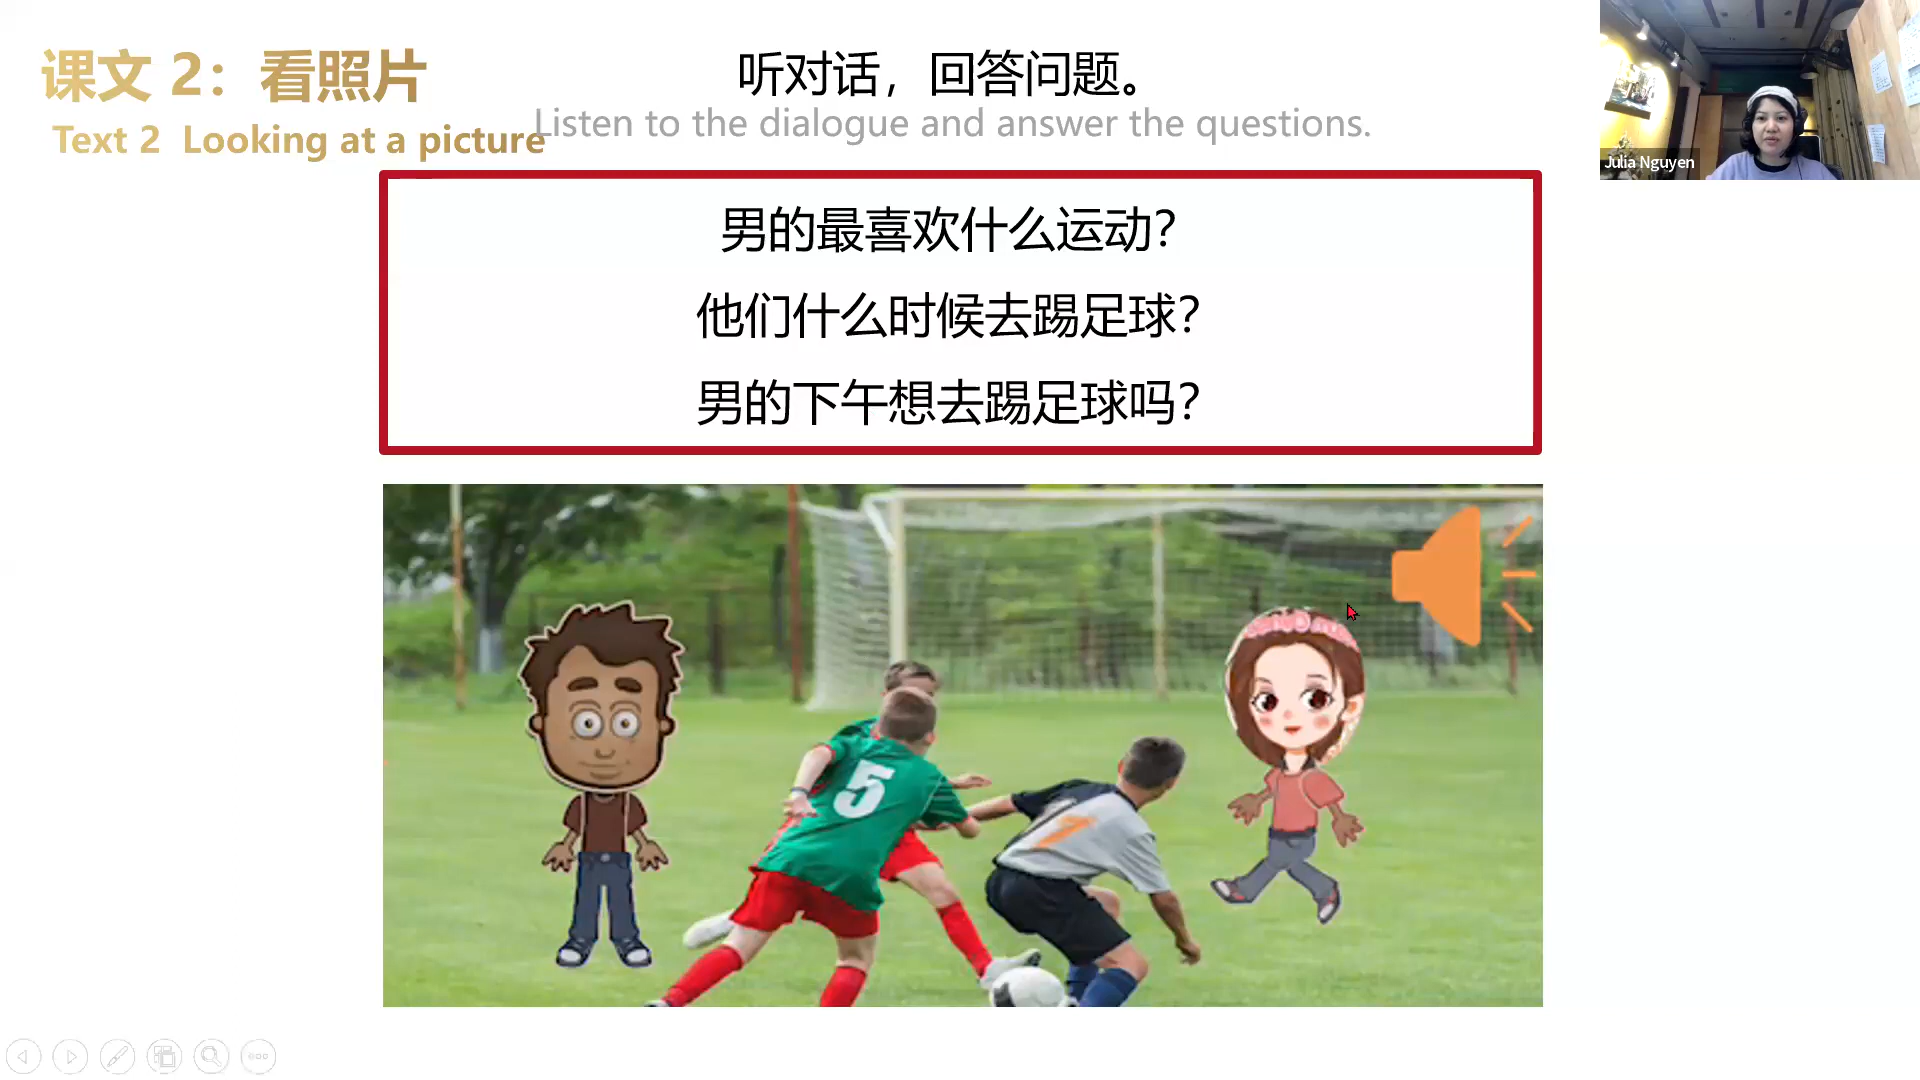 课文 2：看照片
Text 2 Looking at a picture
听对话，回答问题。
Listen to the dialogue and answer the questions.
男的最喜欢什么运动？
他们什么时候去踢足球？
男的下午想去踢足球吗？
5
7
Julia Nguyen